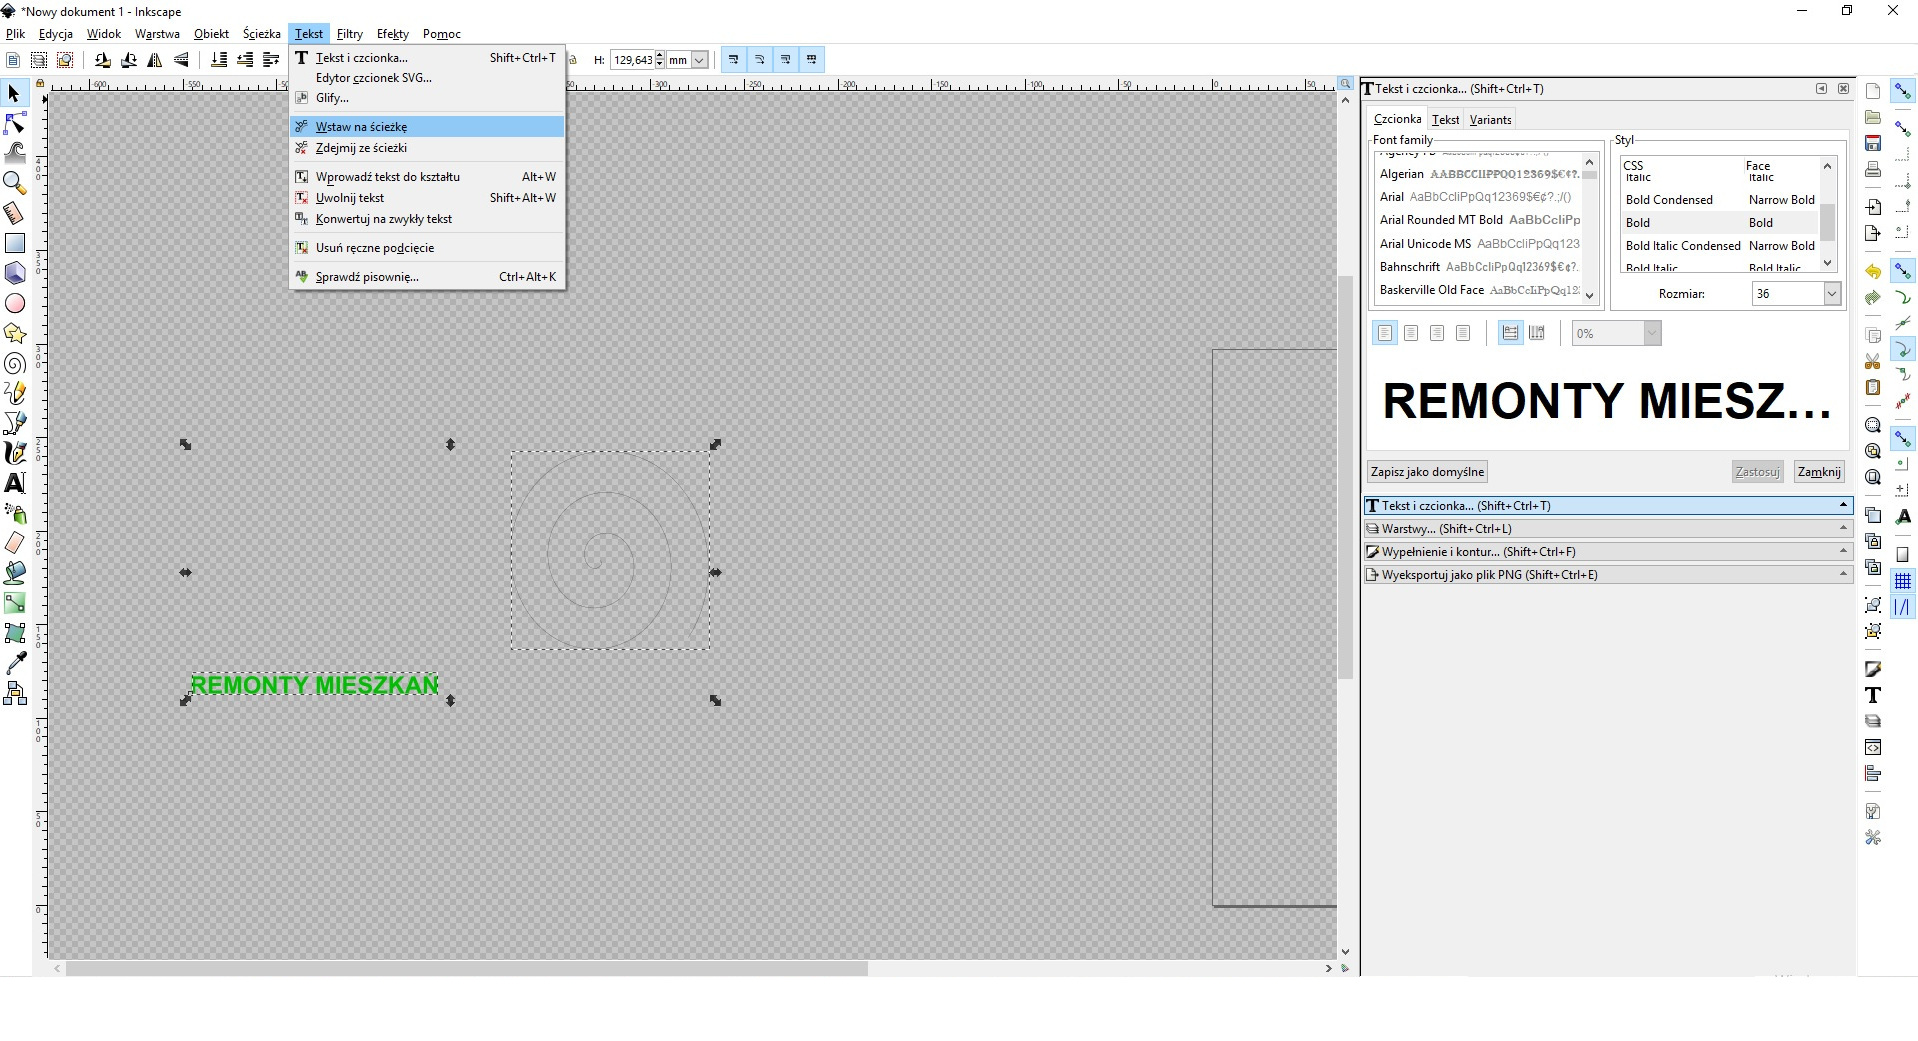 *Nowy dokument 1 - Inkscape
Plik Edycja Widok Warstwa Obiekt Ścieżka Tekst Filtry Efekty Pomoc
H: 129,643 mm
Tekst i czcionka... Shift+Ctrl+T
Edytor czcionek SVG...
Glify...
Wstaw na ścieżkę
Zdejmij ze ścieżki
Wprowadź tekst do kształtu Alt+W
Uwolnij tekst Shift+Alt+W
Konwertuj na zwykły tekst
Usuń ręczne podcięcie
Sprawdź pisownię... Ctrl+Alt+K
REMONTY MIESZKAŃ
Tekst i czcionka... (Shift+Ctrl+T)
Czcionka Tekst Variants
Font family
Algerian AABBCCIIPPQQ12369$€¢?.
Arial AaBbCcIiPpQq12369$€¢?.;/()
Arial Rounded MT Bold AaBbCcIiPp
Arial Unicode MS AaBbCcIiPpQq123
Bahnschrift AaBbCcIiPpQq12369$€¢?.
Baskerville Old Face AaBbCcIiPpQq12
Styl
CSS Face
Italic Italic
Bold Condensed Narrow Bold
Bold Bold
Bold Italic Condensed Narrow Bold
Bold Italic Bold Italic
Rozmiar: 36
0%
REMONTY MIESZ...
Zapisz jako domyślne Zastosuj Zamknij
Tekst i czcionka... (Shift+Ctrl+T)
Warstwy... (Shift+Ctrl+L)
Wypełnienie i kontur... (Shift+Ctrl+F)
Wyeksportuj jako plik PNG (Shift+Ctrl+E)